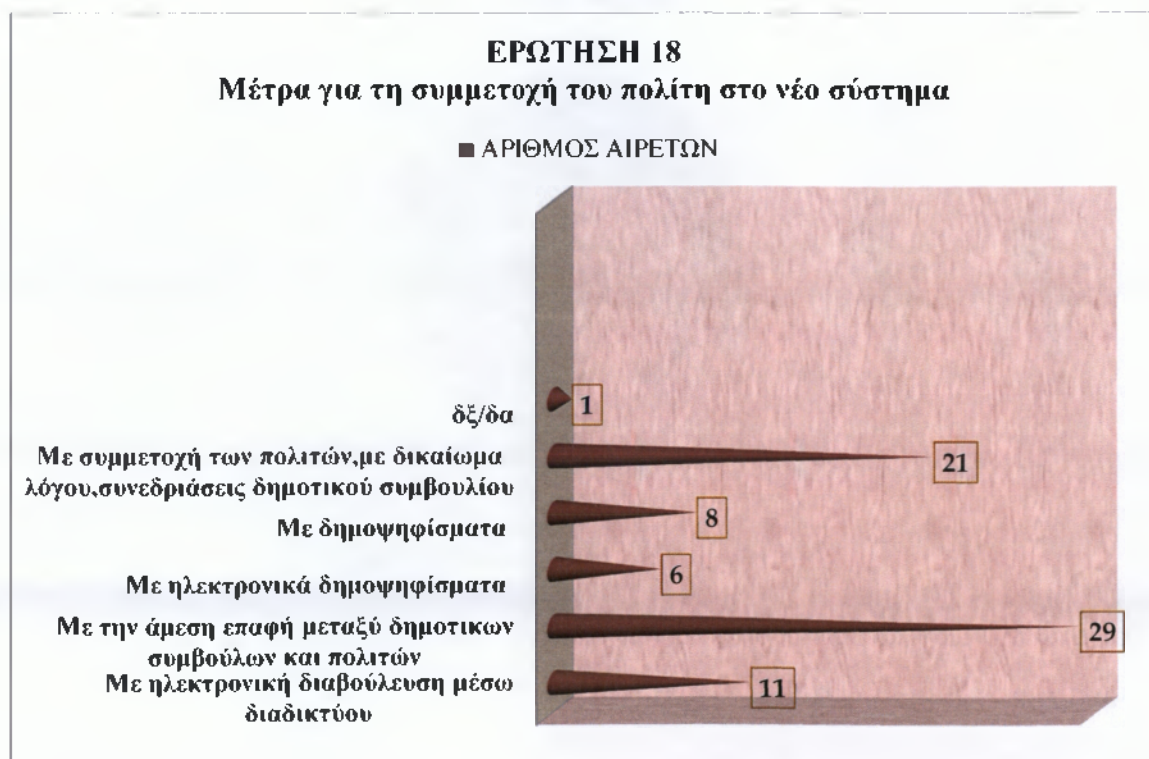 ΕΡΩΤΗΣΗ 18
Μέτρα για τη συμμετοχή του πολίτη στο νέο σύστημα
ΑΡΙΘΜΟΣ ΑΙΡΕΤΩΝ
δξ/δα
1
Με συμμετοχή των πολιτών,με δικαίωμα
λόγου,συνεδριάσεις δημοτικού συμβουλίου
21
Με δημοψηφίσματα
8
Με ηλεκτρονικά δημοψηφίσματα
6
Με την άμεση επαφή μεταξύ δημοτικων
συμβούλων και πολιτών
29
Με ηλεκτρονική διαβούλευση μέσω
διαδικτύου
11